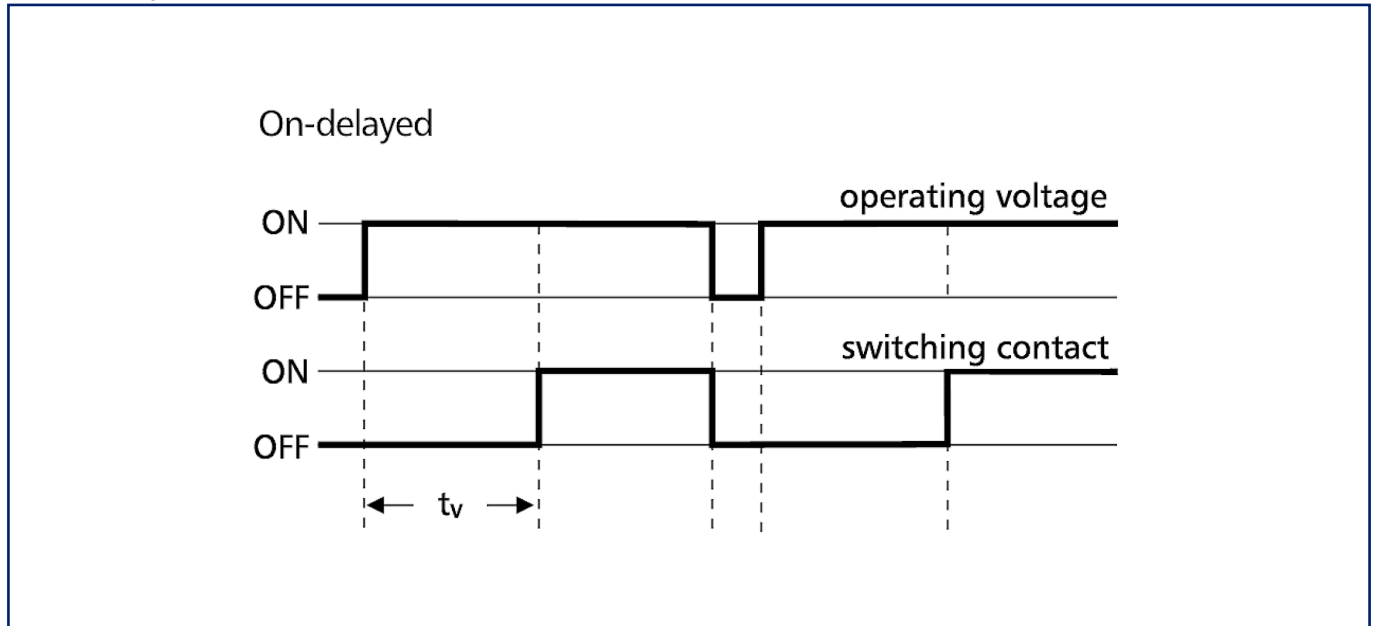 On-delayed
operating voltage
ON
OFF
switching contact
ON
OFF
tv